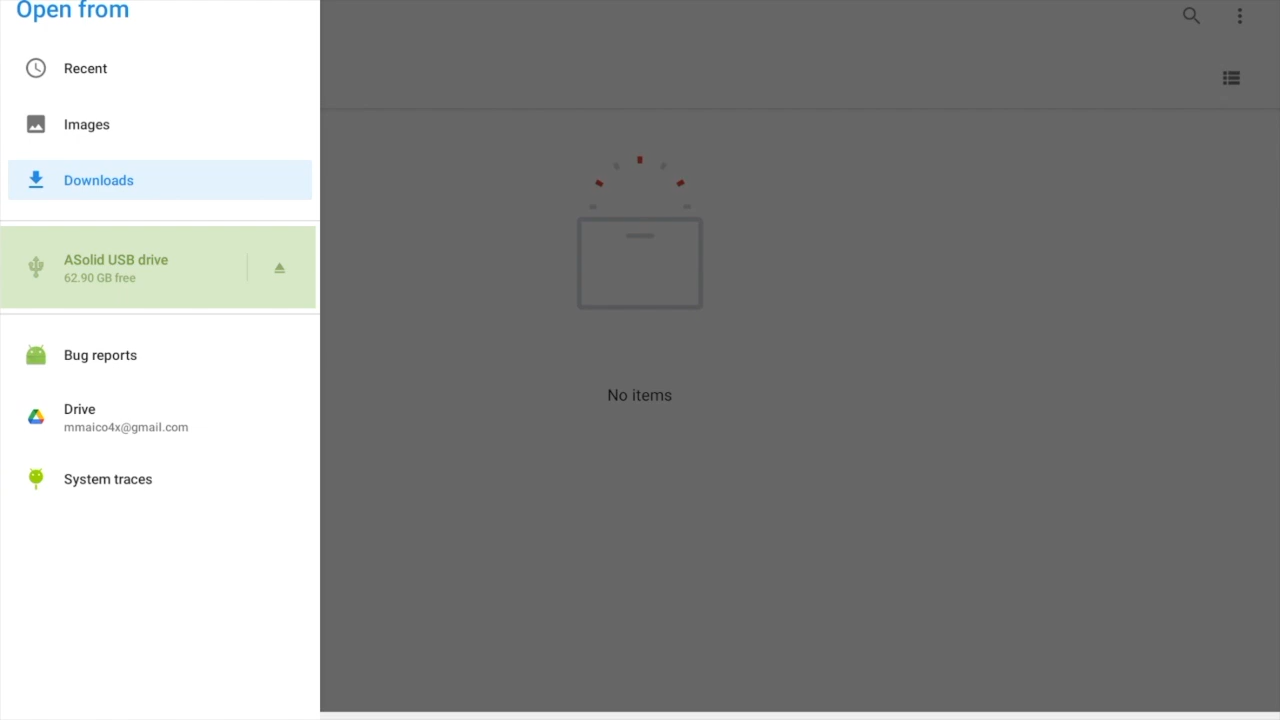 Open from
Recent
Images
Downloads
ASolid USB drive
62.90 GB free
Bug reports
Drive
mmaico4x@gmail.com
System traces
No items